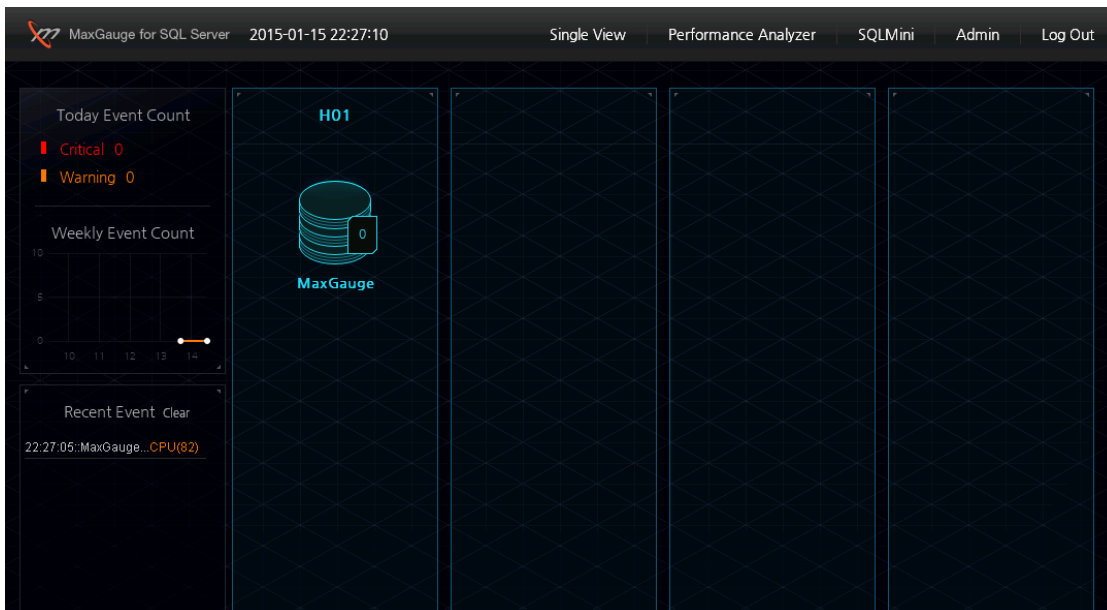 MaxGauge for SQL Server 2015-01-15 22:27:10 Single View Performance Analyzer SQLMini Admin Log Out
Today Event Count
Critical 0
Warning 0
Weekly Event Count
10
5
0
10 11 12 13 14
Recent Event Clear
22:27:05::MaxGauge...CPU(82)
H01
0
MaxGauge